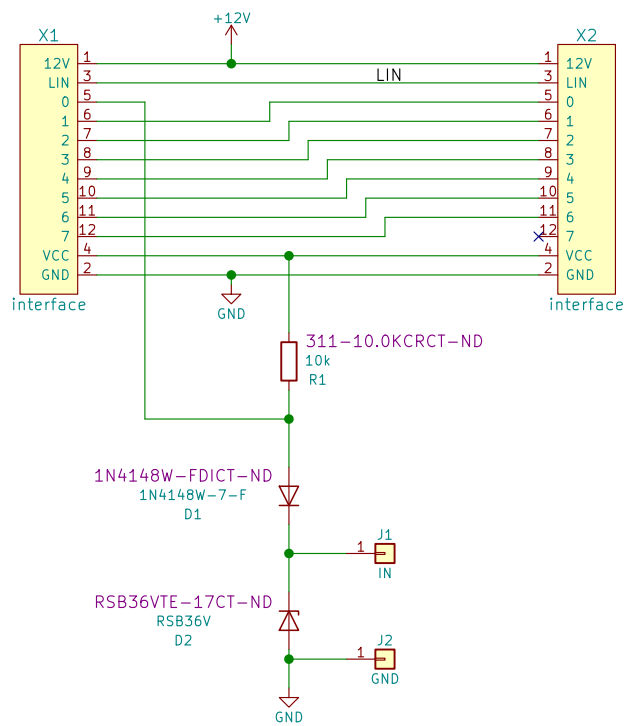 +12V
X1
X2
12V 1
1 12V
LIN 3
LIN
3 LIN
0 5
5 0
1 6
6 1
2 7
7 2
3 8
8 3
4 9
9 4
5 10
10 5
6 11
11 6
7 12
12 7
VCC 4
4 VCC
GND 2
2 GND
interface
interface
GND
311-10.0KCRCT-ND
10k
R1
1N4148W-FDICT-ND
1N4148W-7-F
D1
J1
1
IN
RSB36VTE-17CT-ND
RSB36V
D2
J2
1
GND
GND